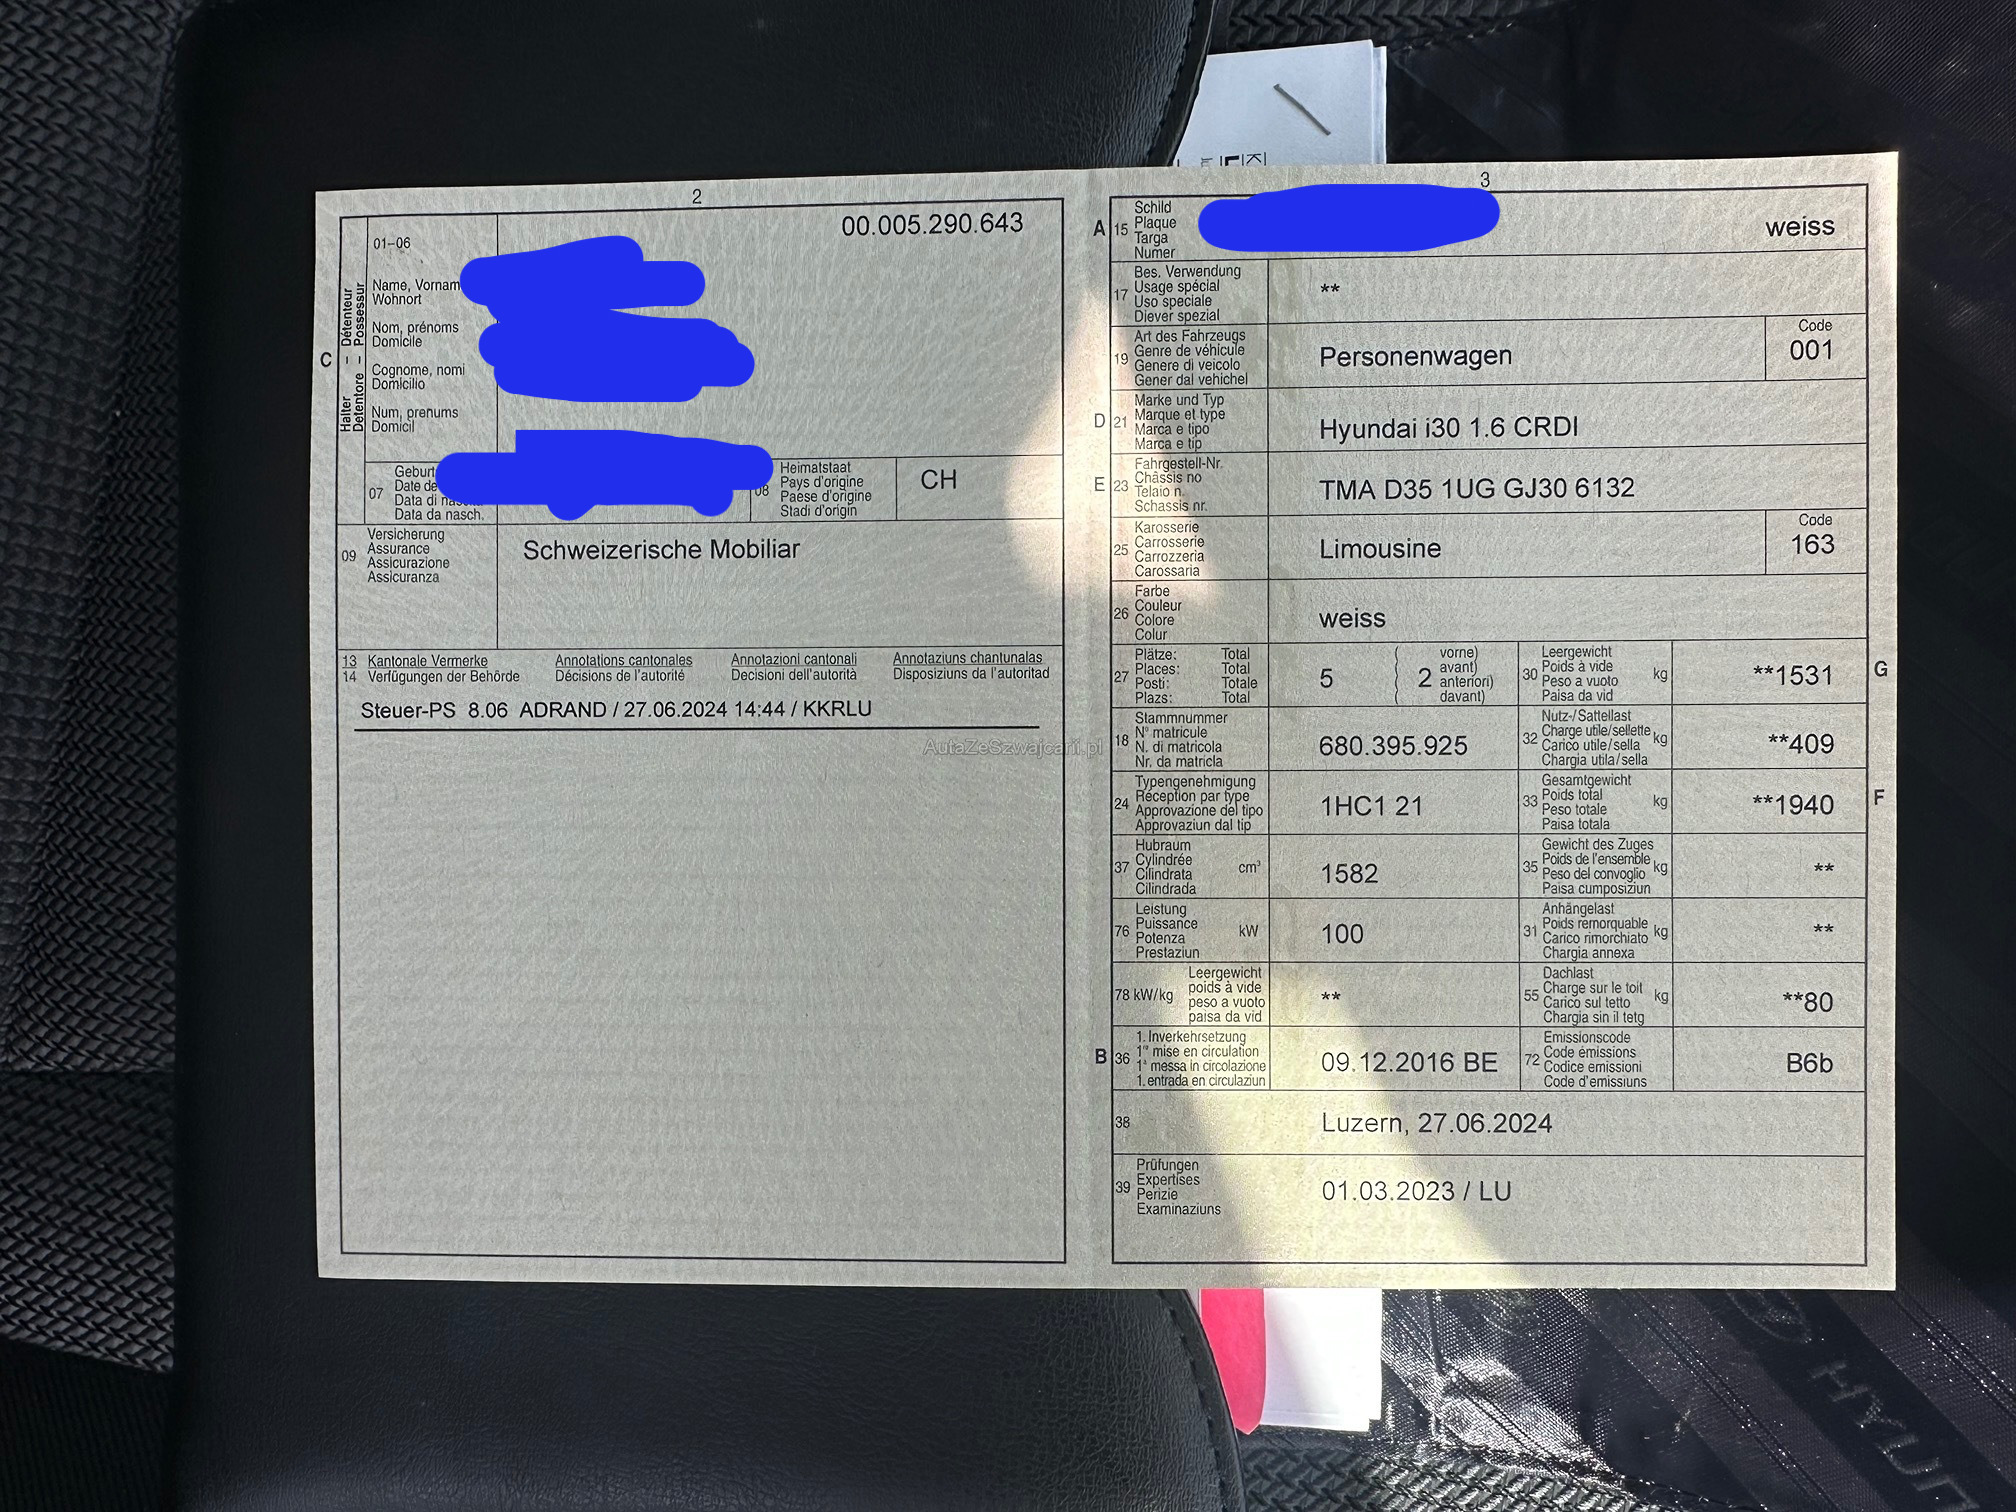 2
00.005.290.643
01–06
Halter – Détenteur
Detentore – Possessur
C
Name, Vornam
Wohnort
Nom, prénoms
Domicile
Cognome, nomi
Domicilio
Num, prenums
Domicil
07
Geburt
Date de
Data di
Data da nasch.
08
Heimatstaat
Pays d'origine
Paese d'origine
Stadi d'origin
CH
09
Versicherung
Assurance
Assicurazione
Assicuranza
Schweizerische Mobiliar
13 Kantonale Vermerke Annotations cantonales Annotazioni cantonali Annotaziuns chantunalas
14 Verfügungen der Behörde Décisions de l'autorité Decisioni dell'autorità Disposiziuns da l'autoritad
Steuer-PS 8.06 ADRAND / 27.06.2024 14:44 / KKRLU
AutaZeSzwajcarii.pl
3
A 15
Schild
Plaque
Targa
Numer
weiss
17
Bes. Verwendung
Usage spécial
Uso speciale
Diever spezial
**
19
Art des Fahrzeugs
Genre de véhicule
Genere di veicolo
Gener dal vehichel
Personenwagen
Code
001
D 21
Marke und Typ
Marque et type
Marca e tipo
Marca e tip
Hyundai i30 1.6 CRDI
E 23
Fahrgestell-Nr.
Châssis no
Telaio n.
Schassis nr.
TMA D35 1UG GJ30 6132
25
Karosserie
Carrosserie
Carrozzeria
Carossaria
Limousine
Code
163
26
Farbe
Couleur
Colore
Colur
weiss
27
Plätze: Total
Places: Total
Posti: Totale
Plazs: Total
5
( 2
vorne)
avant)
anteriori)
davant)
30
Leergewicht
Poids à vide
Peso a vuoto
Paisa da vid
kg
**1531
G
18
Stammnummer
N° matricule
N. di matricola
Nr. da matricla
680.395.925
32
Nutz-/Sattellast
Charge utile/sellette
Carico utile/sella
Chargia utila/sella
kg
**409
24
Typengenehmigung
Réception par type
Approvazione del tipo
Approvaziun dal tip
1HC1 21
33
Gesamtgewicht
Poids total
Peso totale
Paisa totala
kg
**1940
F
37
Hubraum
Cylindrée
Cilindrata
Cilindrada
cm³
1582
35
Gewicht des Zuges
Poids de l'ensemble
Peso del convoglio
Paisa cumposiziun
kg
**
76
Leistung
Puissance
Potenza
Prestaziun
kW
100
31
Anhängelast
Poids remorquable
Carico rimorchiato
Chargia annexa
kg
**
78 kW/kg
Leergewicht
poids à vide
peso a vuoto
paisa da vid
**
55
Dachlast
Charge sur le toit
Carico sul tetto
Chargia sin il tetg
kg
**80
B 36
1. Inverkehrsetzung
1re mise en circulation
1a messa in circolazione
1. entrada en circulaziun
09.12.2016 BE
72
Emissionscode
Code émissions
Codice emissioni
Code d'emissiuns
B6b
38
Luzern, 27.06.2024
39
Prüfungen
Expertises
Perizie
Examinaziuns
01.03.2023 / LU